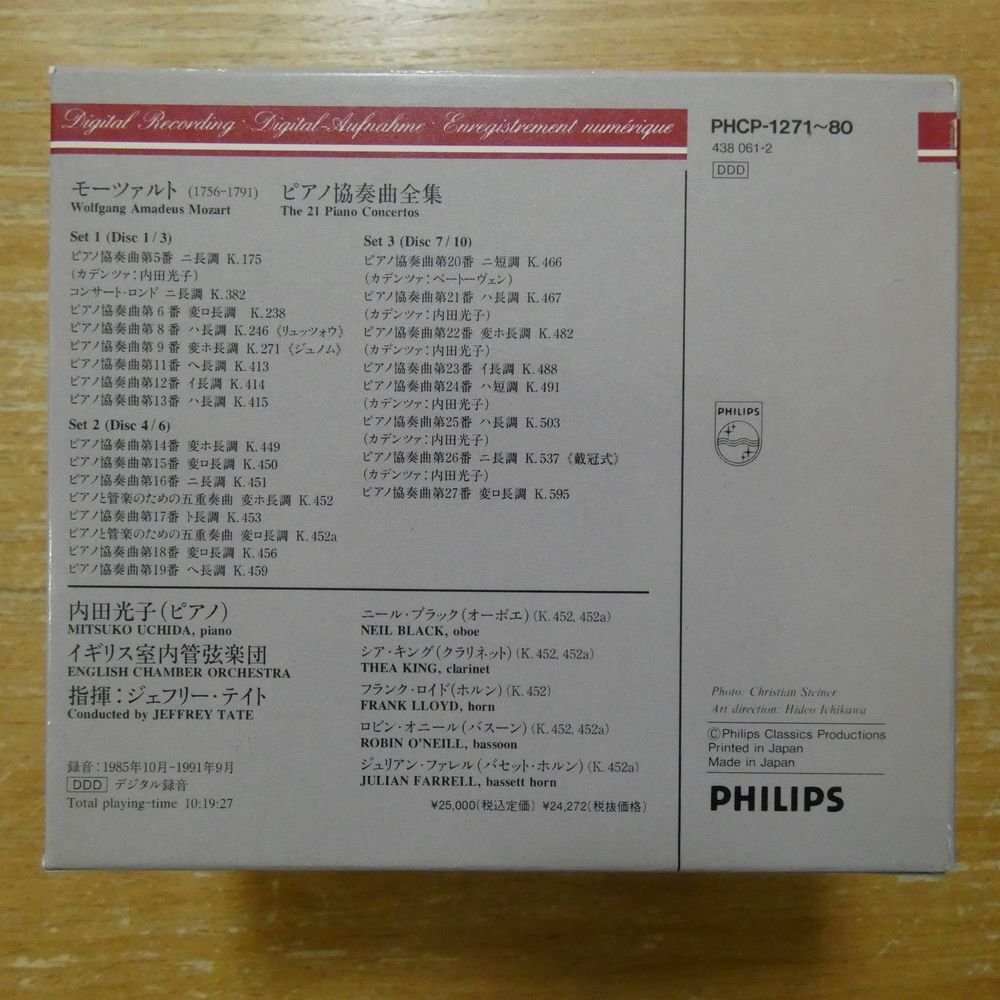 Digital Recording · Digital-Aufnahme · Enregistrement numérique
モーツァルト (1756-1791) ピアノ協奏曲全集
Wolfgang Amadeus Mozart The 21 Piano Concertos
Set 1 (Disc 1/3)
ピアノ協奏曲第5番 ニ長調 K.175
(カデンツァ:内田光子)
コンサート・ロンド ニ長調 K.382
ピアノ協奏曲第6番 変ロ長調 K.238
ピアノ協奏曲第8番 ハ長調 K.246《リュッツォウ》
ピアノ協奏曲第9番 変ホ長調 K.271《ジュノム》
ピアノ協奏曲第11番 ヘ長調 K.413
ピアノ協奏曲第12番 イ長調 K.414
ピアノ協奏曲第13番 ハ長調 K.415
Set 2 (Disc 4/6)
ピアノ協奏曲第14番 変ホ長調 K.449
ピアノ協奏曲第15番 変ロ長調 K.450
ピアノ協奏曲第16番 ニ長調 K.451
ピアノと管楽のための五重奏曲 変ホ長調 K.452
ピアノ協奏曲第17番 ト長調 K.453
ピアノと管楽のための五重奏曲 変ロ長調 K.452a
ピアノ協奏曲第18番 変ロ長調 K.456
ピアノ協奏曲第19番 ヘ長調 K.459
Set 3 (Disc 7/10)
ピアノ協奏曲第20番 ニ短調 K.466
(カデンツァ:ベートーヴェン)
ピアノ協奏曲第21番 ハ長調 K.467
(カデンツァ:内田光子)
ピアノ協奏曲第22番 変ホ長調 K.482
(カデンツァ:内田光子)
ピアノ協奏曲第23番 イ長調 K.488
ピアノ協奏曲第24番 ハ短調 K.491
(カデンツァ:内田光子)
ピアノ協奏曲第25番 ハ長調 K.503
(カデンツァ:内田光子)
ピアノ協奏曲第26番 ニ長調 K.537《戴冠式》
(カデンツァ:内田光子)
ピアノ協奏曲第27番 変ロ長調 K.595
内田光子(ピアノ)
MITSUKO UCHIDA, piano
イギリス室内管弦楽団
ENGLISH CHAMBER ORCHESTRA
指揮:ジェフリー・テイト
Conducted by JEFFREY TATE
録音:1985年10月-1991年9月
DDD デジタル録音
Total playing-time 10:19:27
ニール・ブラック(オーボエ)(K.452, 452a)
NEIL BLACK, oboe
シア・キング(クラリネット)(K.452, 452a)
THEA KING, clarinet
フランク・ロイド(ホルン)(K.452)
FRANK LLOYD, horn
ロビン・オニール(バスーン)(K.452, 452a)
ROBIN O'NEILL, bassoon
ジュリアン・ファレル(バセット・ホルン)(K.452a)
JULIAN FARRELL, bassett horn
¥25,000(税込定価) ¥24,272(税抜価格)
PHCP-1271~80
438 061-2
DDD
PHILIPS
Photo: Christian Steiner
Art direction: Hideo Ichikawa
©Philips Classics Productions
Printed in Japan
Made in Japan
PHILIPS